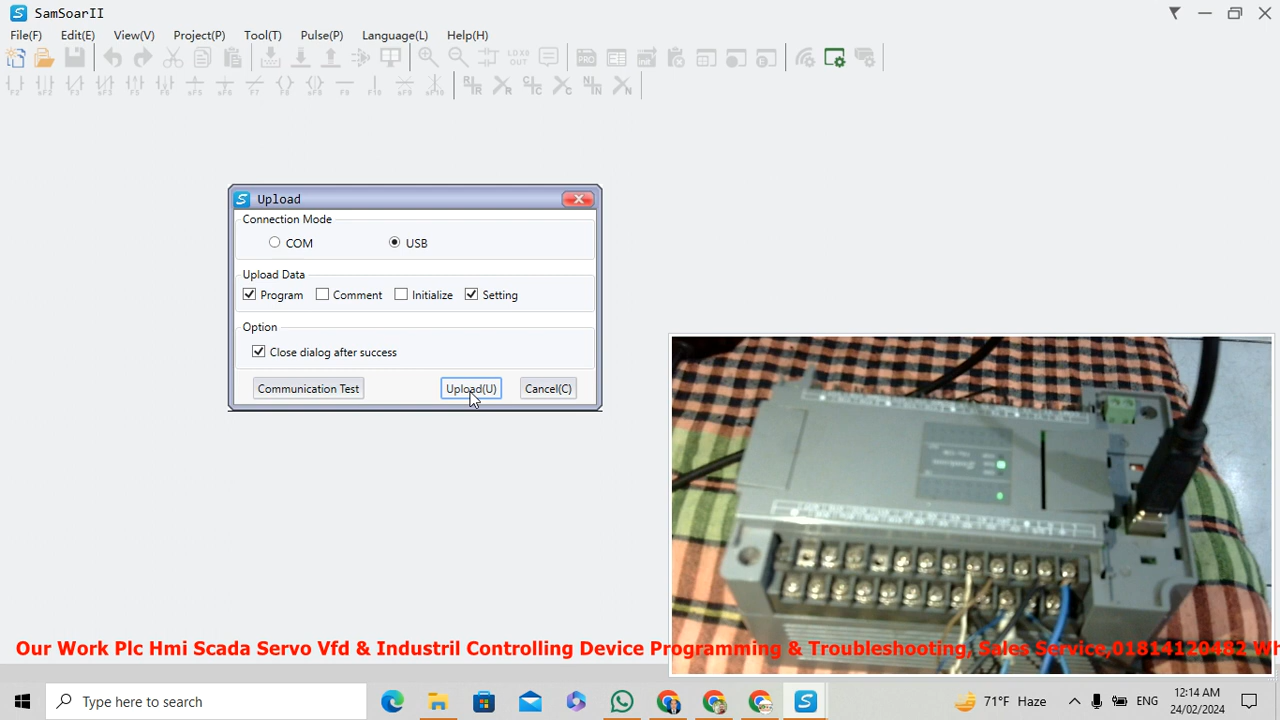 SamSoarII
File(F) Edit(E) View(V) Project(P) Tool(T) Pulse(P) Language(L) Help(H)
LDX0
OUT
PRO
Upload
Connection Mode
COM USB
Upload Data
Program Comment Initialize Setting
Option
Close dialog after success
Communication Test Upload(U) Cancel(C)
Our Work Plc Hmi Scada Servo Vfd & Industril Controlling Device Programming & Troubleshooting, Sales Service,01814120482 Wh
Type here to search
71°F Haze
ENG
12:14 AM
24/02/2024